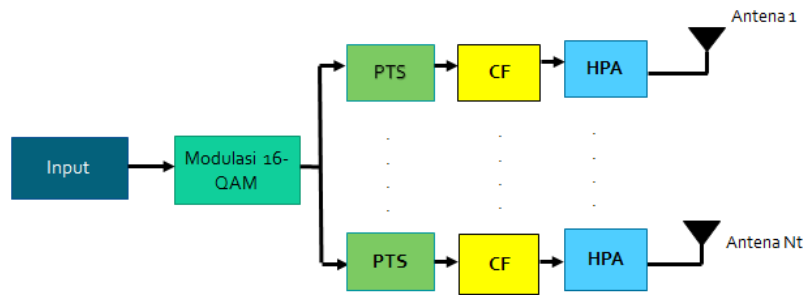 Antena 1
PTS
CF
HPA
Input
Modulasi 16-
QAM
PTS
CF
HPA
Antena Nt